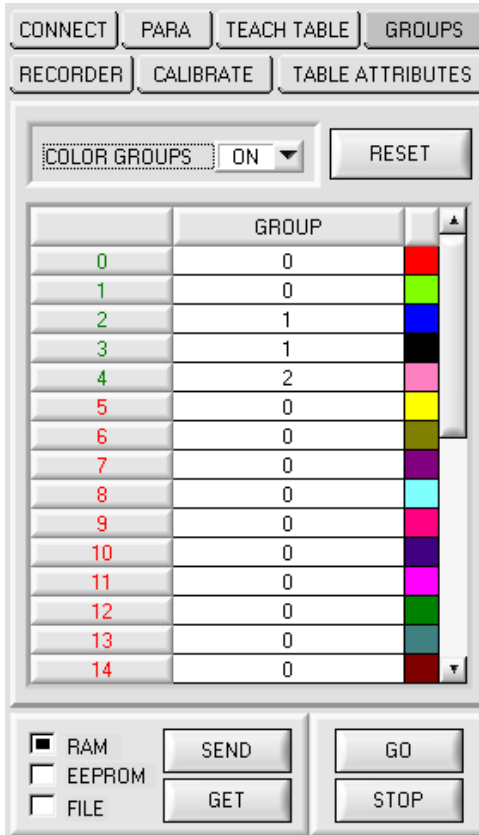 CONNECT PARA TEACH TABLE GROUPS
RECORDER CALIBRATE TABLE ATTRIBUTES
COLOR GROUPS ON RESET
GROUP
0 0
1 0
2 1
3 1
4 2
5 0
6 0
7 0
8 0
9 0
10 0
11 0
12 0
13 0
14 0
RAM SEND GO
EEPROM
FILE GET STOP